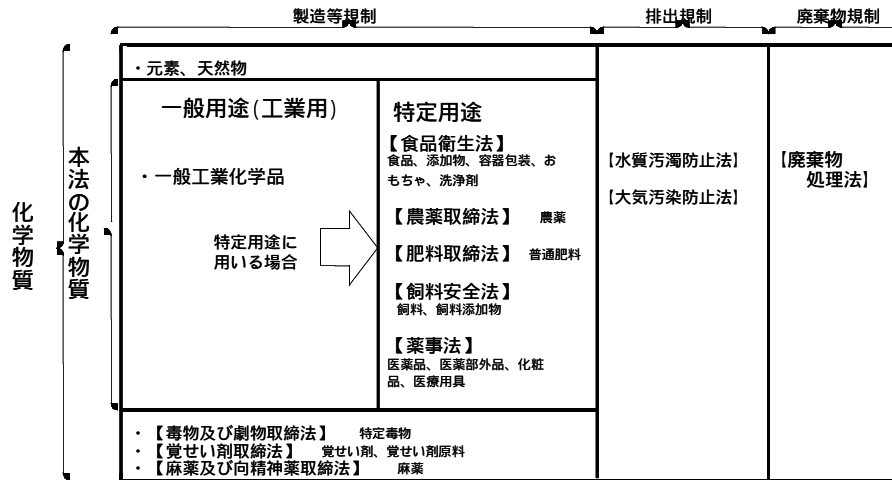 製造等規制
排出規制
廃棄物規制
化学物質
本法の化学物質
・元素、天然物
一般用途(工業用)
・一般工業化学品
特定用途に
用いる場合
特定用途
【食品衛生法】
食品、添加物、容器包装、お
もちゃ、洗浄剤
【農薬取締法】 農薬
【肥料取締法】 普通肥料
【飼料安全法】
飼料、飼料添加物
【薬事法】
医薬品、医薬部外品、化粧
品、医療用具
・【毒物及び劇物取締法】 特定毒物
・【覚せい剤取締法】 覚せい剤、覚せい剤原料
・【麻薬及び向精神薬取締法】 麻薬
【水質汚濁防止法】
【大気汚染防止法】
【廃棄物
処理法】